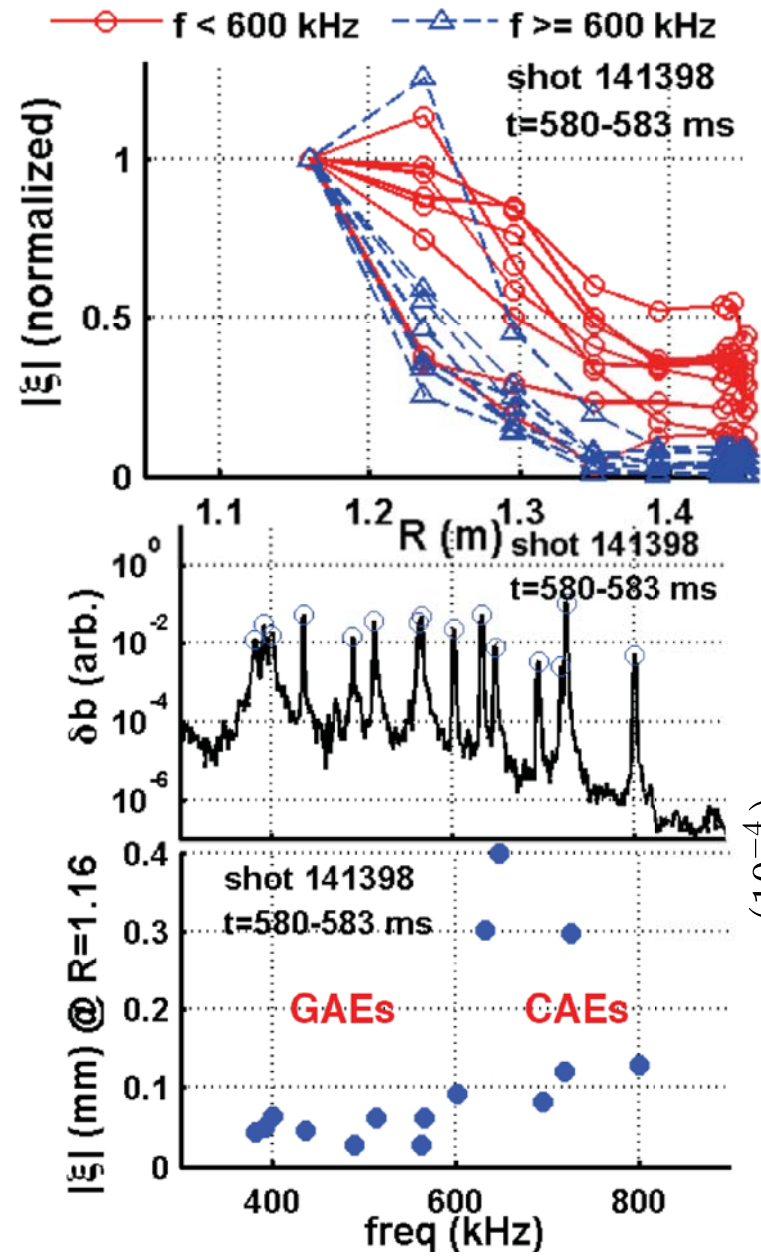 f < 600 kHz f >= 600 kHz
shot 141398
t=580-583 ms
|ξ| (normalized)
1
0.5
0
1.1 1.2 1.3 1.4
R (m)
shot 141398
t=580-583 ms
δb (arb.)
10^0
10^-2
10^-4
10^-6
(10^-4)
shot 141398
t=580-583 ms
|ξ| (mm) @ R=1.16
0.4
0.3
0.2
0.1
0
GAEs CAEs
400 600 800
freq (kHz)